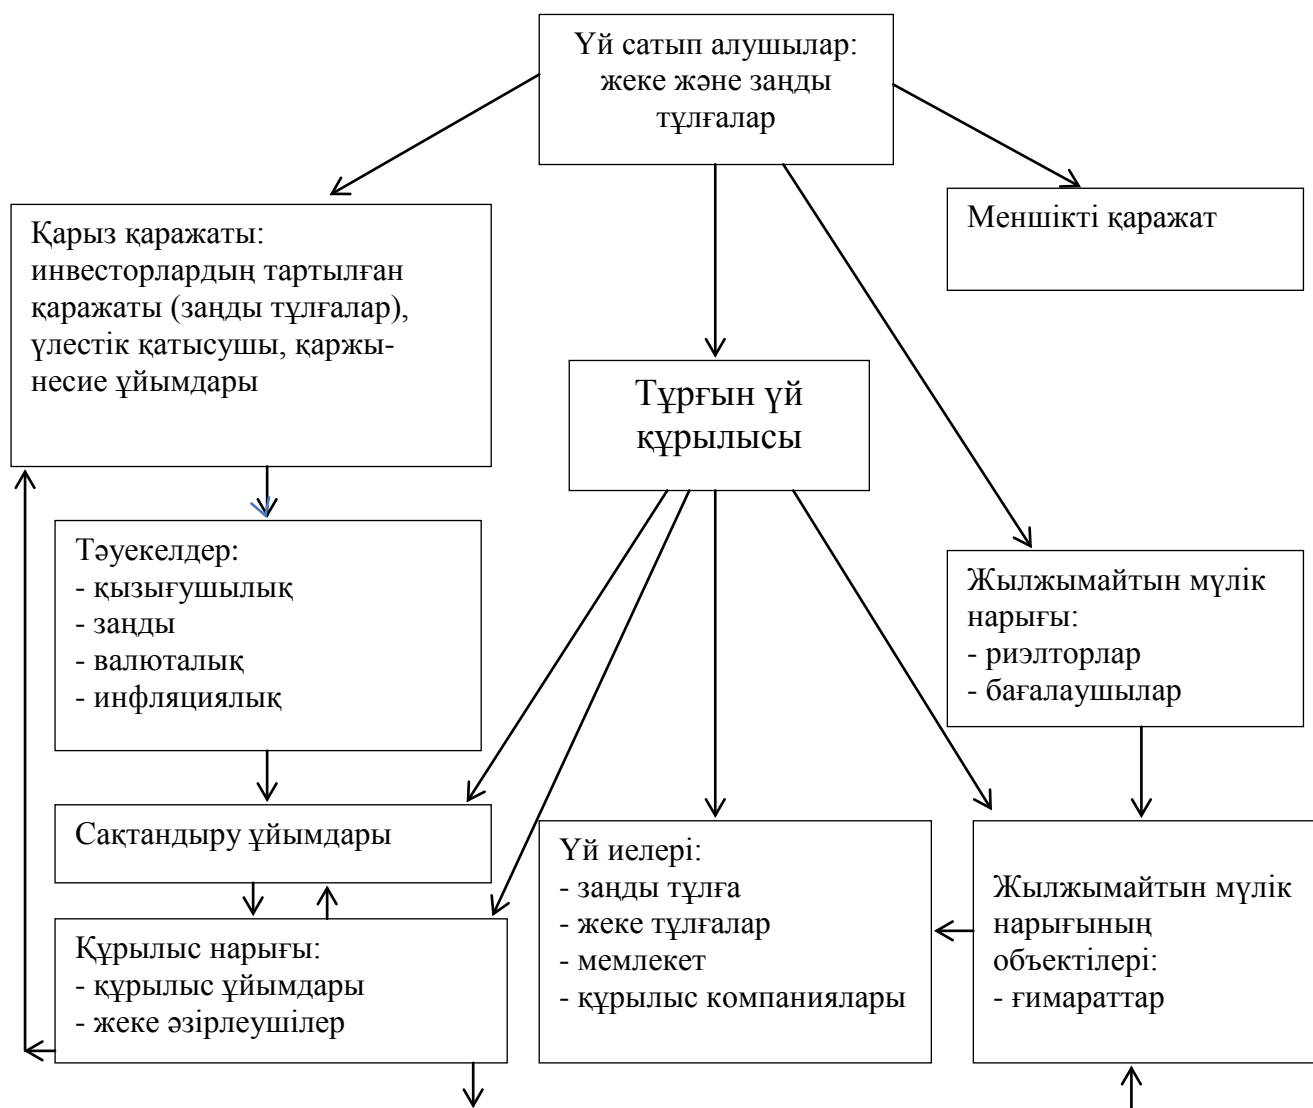 Үй сатып алушылар:
жеке және заңды
тұлғалар
Қарыз қаражаты:
инвесторлардың тартылған
қаражаты (заңды тұлғалар),
үлестік қатысушы, қаржы-
несие ұйымдары
Меншікті қаражат
Тұрғын үй
құрылысы
Тәуекелдер:
- қызығушылық
- заңды
- валюталық
- инфляциялық
Жылжымайтын мүлік
нарығы:
- риэлторлар
- бағалаушылар
Сақтандыру ұйымдары
Үй иелері:
- заңды тұлға
- жеке тұлғалар
- мемлекет
- құрылыс компаниялары
Жылжымайтын мүлік
нарығының
объектілері:
- ғимараттар
Құрылыс нарығы:
- құрылыс ұйымдары
- жеке әзірлеушілер